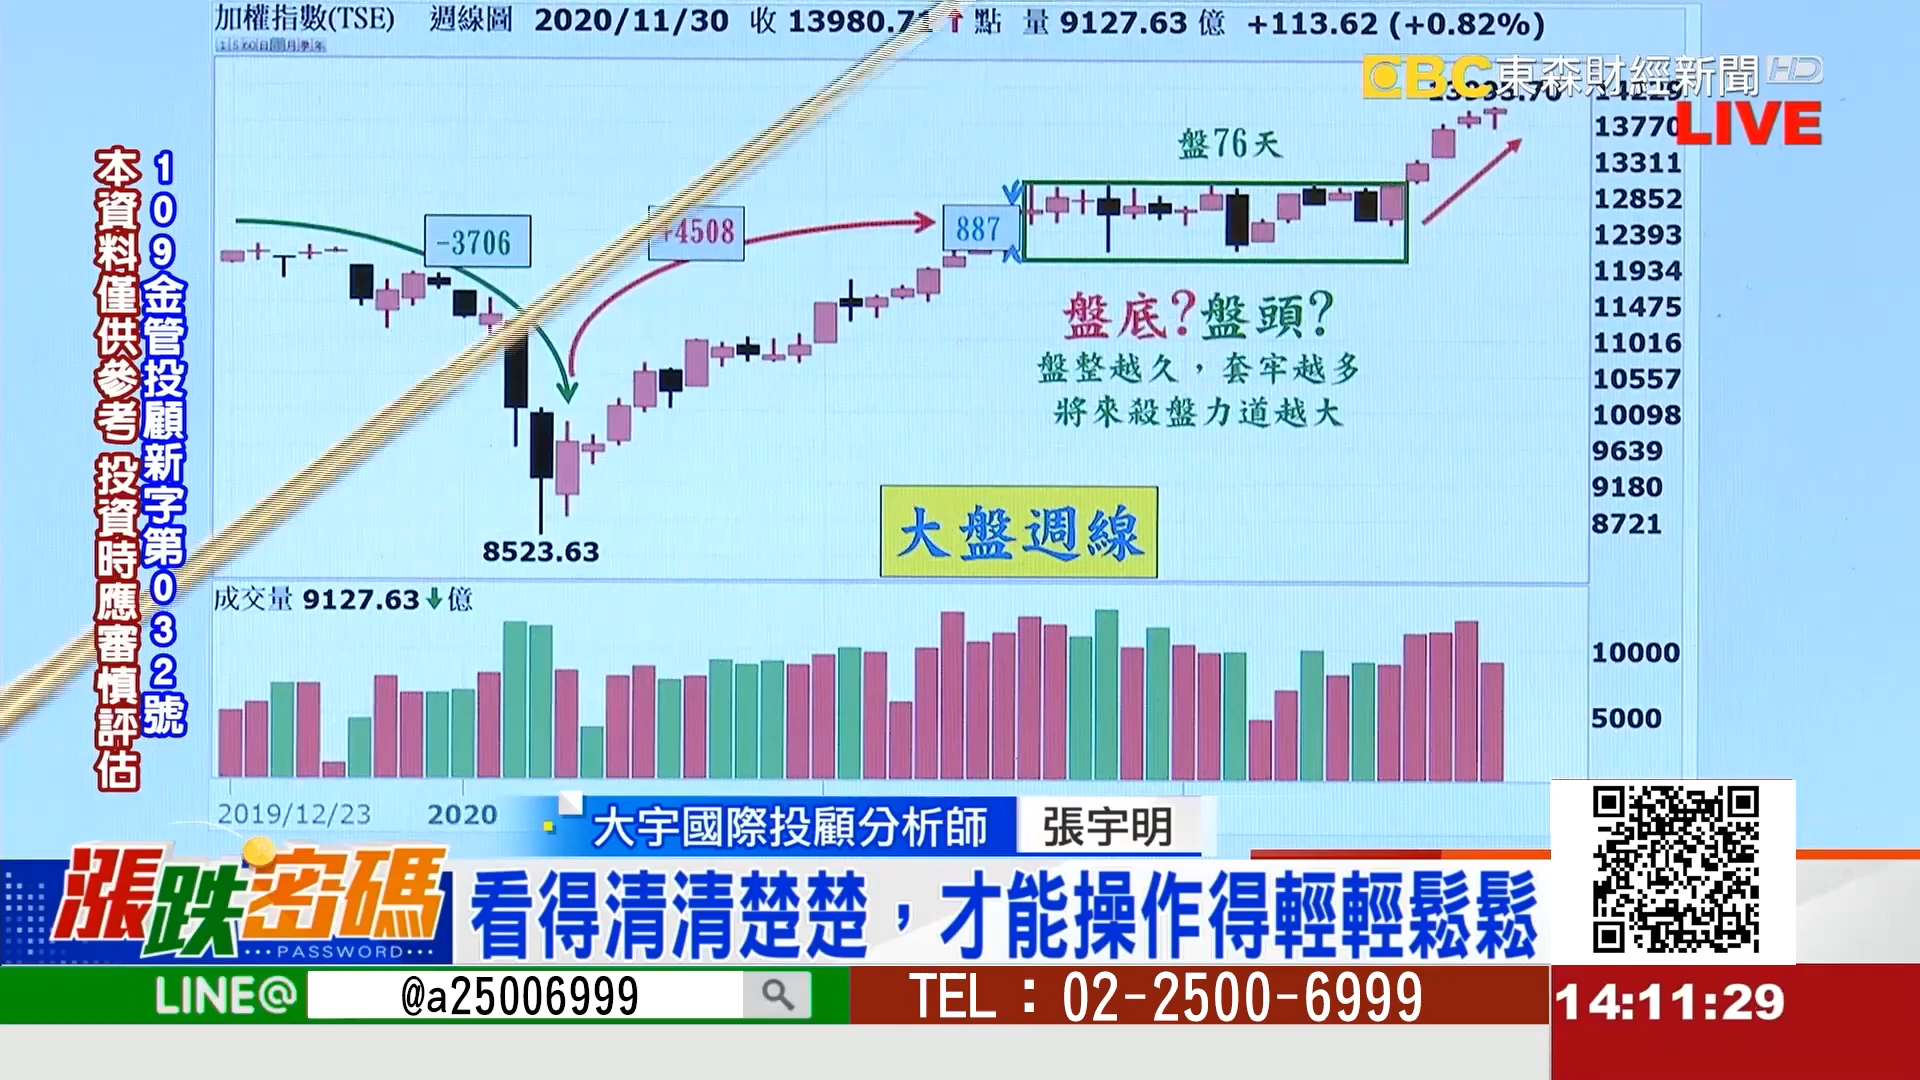 加權指數(TSE) 週線圖 2020/11/30 收 13980.71↑點 量 9127.63 億 +113.62 (+0.82%)
EBC東森財經新聞HD
LIVE
盤76天
-3706
+4508
887
14229
13770
13311
12852
12393
11934
11475
11016
10557
10098
9639
9180
8721
盤底?盤頭?
盤整越久，套牢越多
將來殺盤力道越大
8523.63
大盤週線
成交量 9127.63↓億
10000
5000
2019/12/23
2020
109金管投顧新字第032號
本資料僅供參考 投資時應審慎評估
大宇國際投顧分析師 張宇明
漲跌密碼
PASSWORD
看得清清楚楚，才能操作得輕輕鬆鬆
LINE@ @a25006999
TEL：02-2500-6999
14:11:29